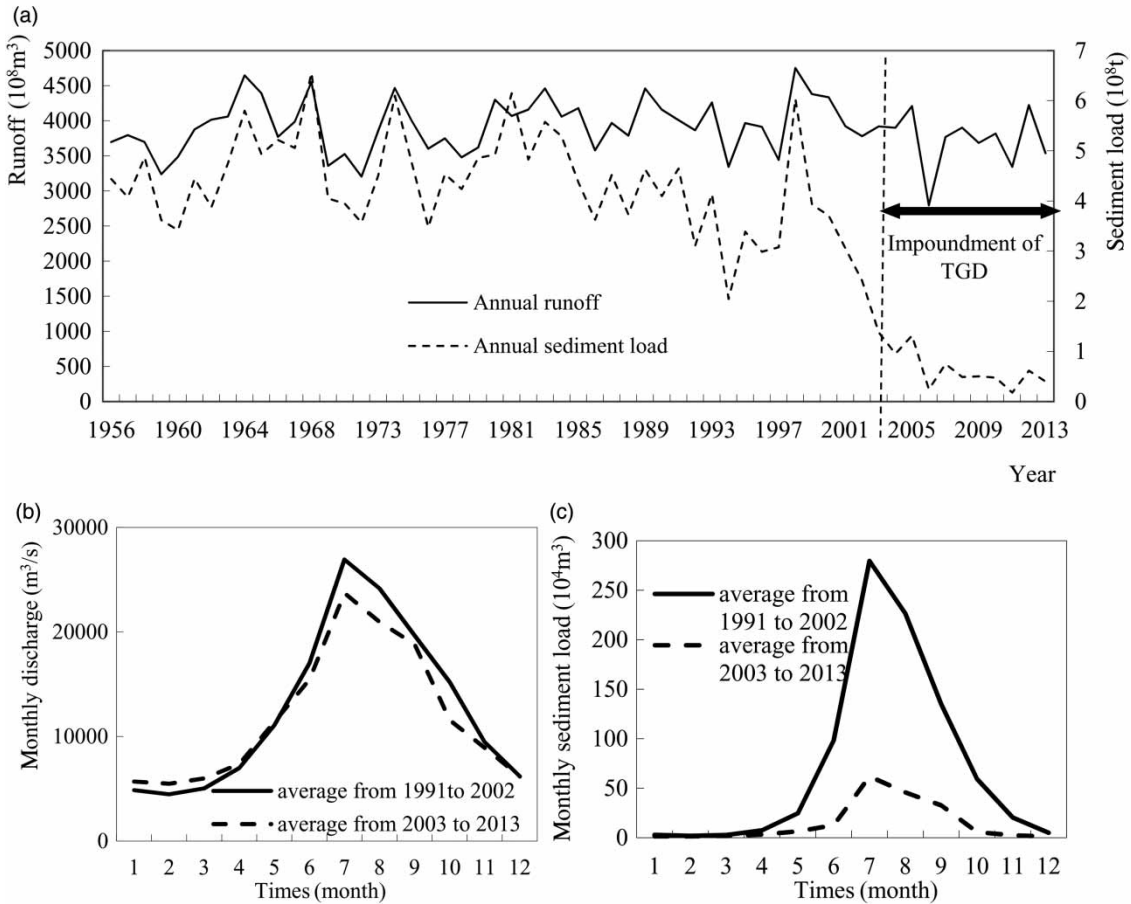 (a)
Runoff (10⁸m³)
5000
4500
4000
3500
3000
2500
2000
1500
1000
500
0
Sediment load (10⁸t)
7
6
5
4
3
2
1
0
Impoundment of
TGD
Annual runoff
Annual sediment load
1956 1960 1964 1968 1973 1977 1981 1985 1989 1993 1997 2001 2005 2009 2013
Year
(b)
Monthly discharge (m³/s)
30000
20000
10000
0
average from 1991to 2002
average from 2003 to 2013
1 2 3 4 5 6 7 8 9 10 11 12
Times (month)
(c)
Monthly sediment load (10⁴m³)
300
250
200
150
100
50
0
average from
1991 to 2002
average from
2003 to 2013
1 2 3 4 5 6 7 8 9 10 11 12
Times (month)